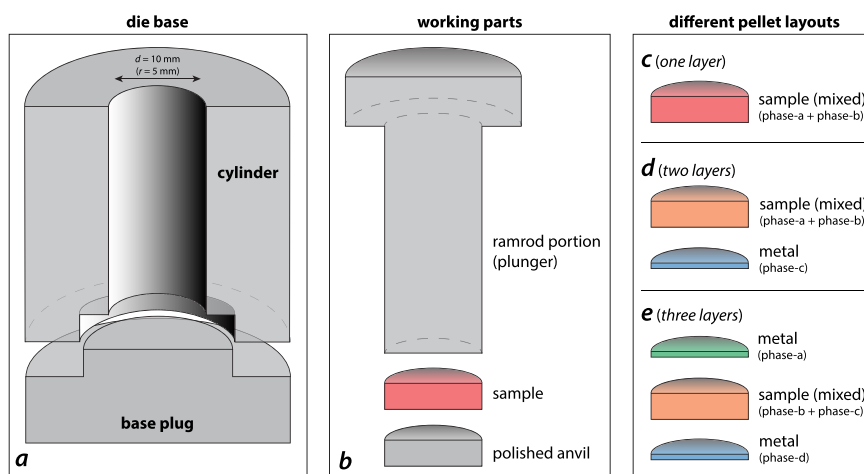 die base
d = 10 mm
(r = 5 mm)
cylinder
base plug
a
working parts
ramrod portion
(plunger)
sample
polished anvil
b
different pellet layouts
c (one layer)
sample (mixed)
(phase-a + phase-b)
d (two layers)
sample (mixed)
(phase-a + phase-b)
metal
(phase-c)
e (three layers)
metal
(phase-a)
sample (mixed)
(phase-b + phase-c)
metal
(phase-d)